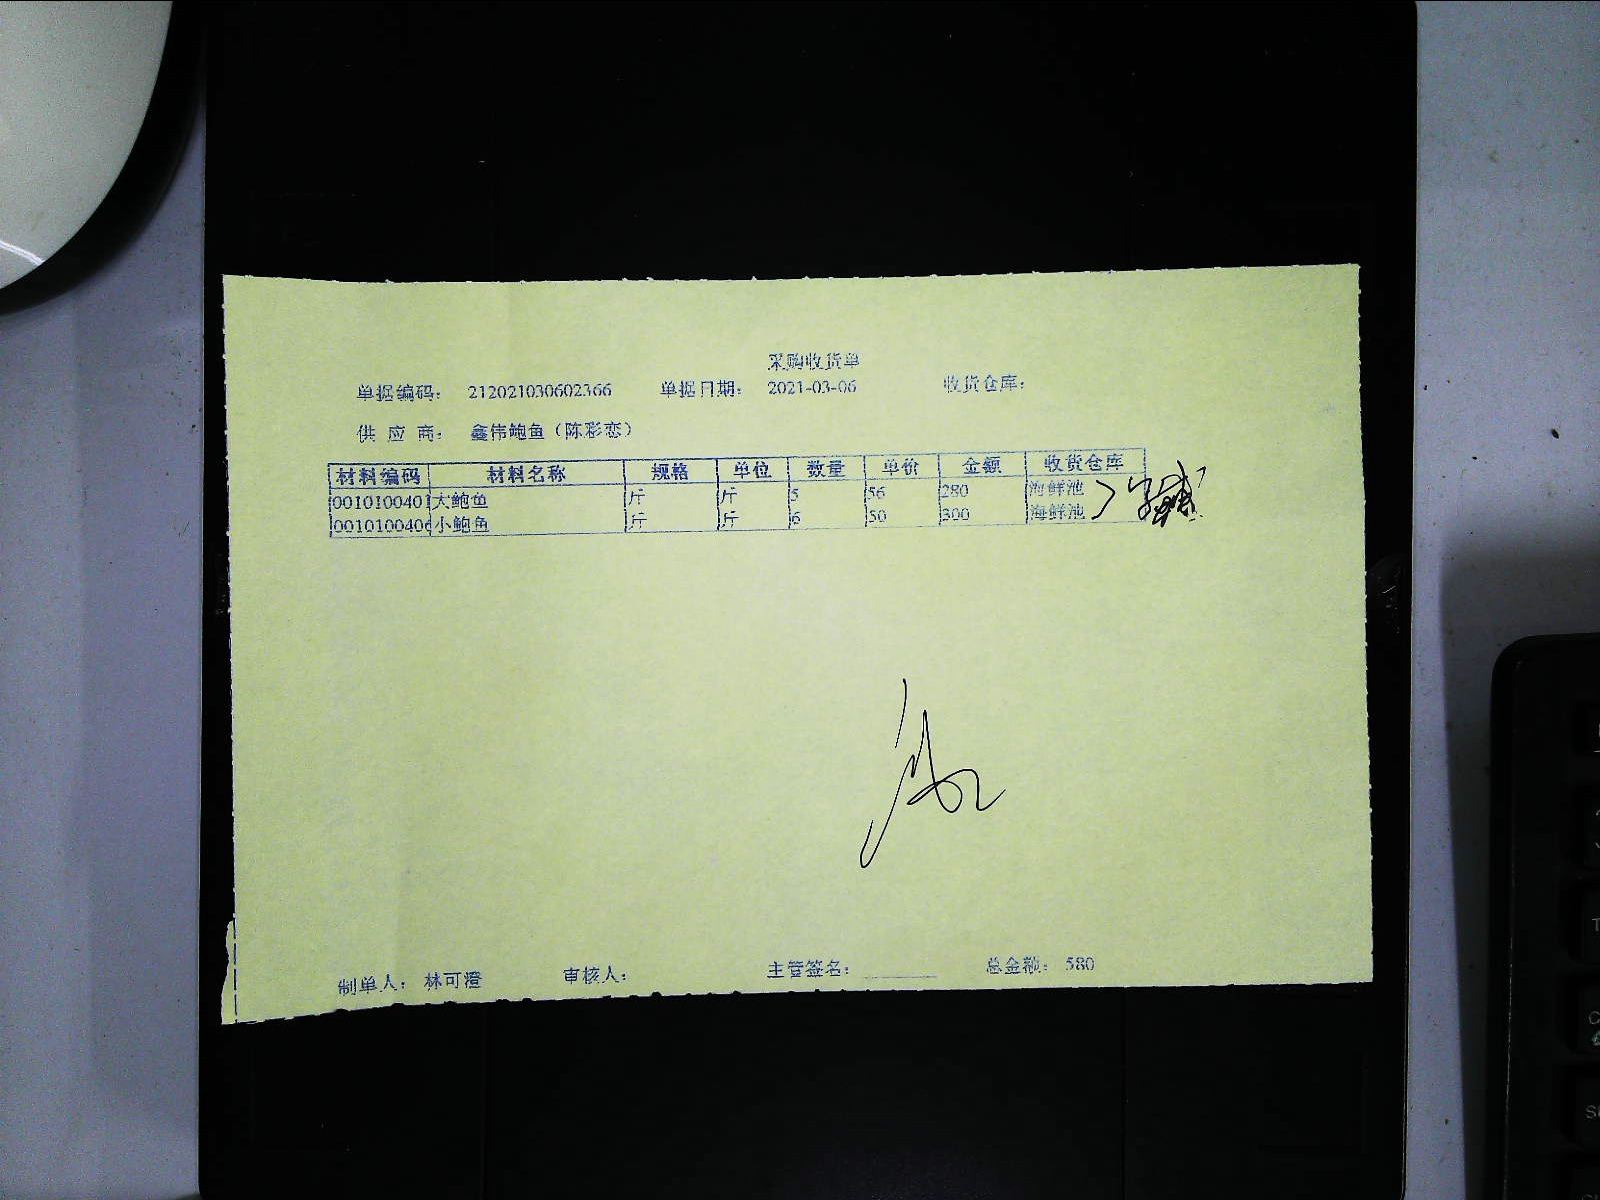 采购收货单
单据编码： 212021030602366 单据日期： 2021-03-06 收货仓库：
供 应 商： 鑫伟鲍鱼（陈彩恋）
材料编码 材料名称 规格 单位 数量 单价 金额 收货仓库
0010100401 大鲍鱼 斤 斤 5 56 280 海鲜池
0010100406 小鲍鱼 斤 斤 6 50 300 海鲜池
制单人： 林可澄 审核人： 主管签名： 总金额： 580